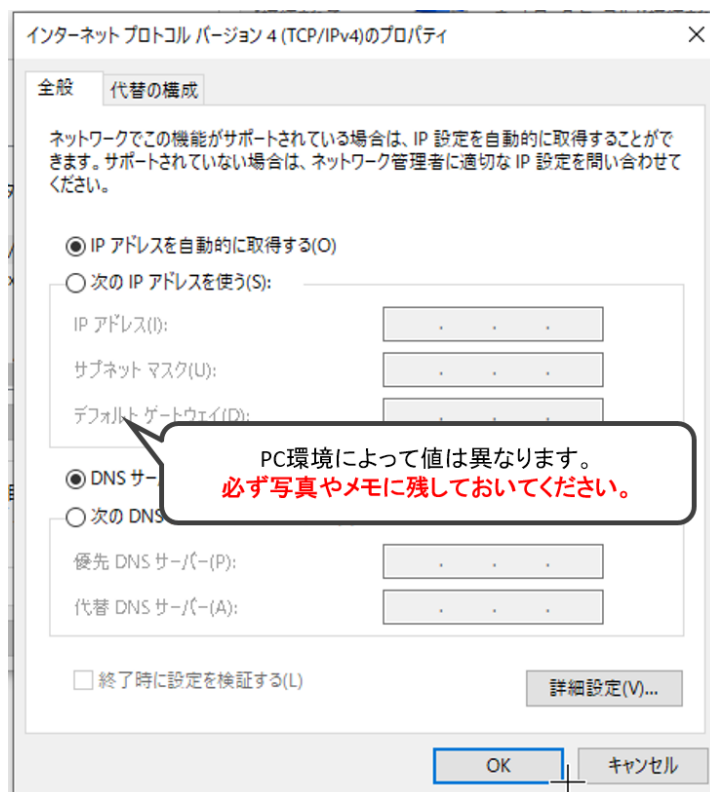 インターネット プロトコル バージョン 4 (TCP/IPv4)のプロパティ
全般
代替の構成
ネットワークでこの機能がサポートされている場合は、IP 設定を自動的に取得することがで
きます。サポートされていない場合は、ネットワーク管理者に適切な IP 設定を問い合わせて
ください。
IP アドレスを自動的に取得する(O)
次の IP アドレスを使う(S):
IP アドレス(I):
サブネット マスク(U):
デフォルト ゲートウェイ(D):
PC環境によって値は異なります。
必ず写真やメモに残しておいてください。
DNS サー
次の DNS
優先 DNS サーバー(P):
代替 DNS サーバー(A):
終了時に設定を検証する(L)
詳細設定(V)...
OK
キャンセル